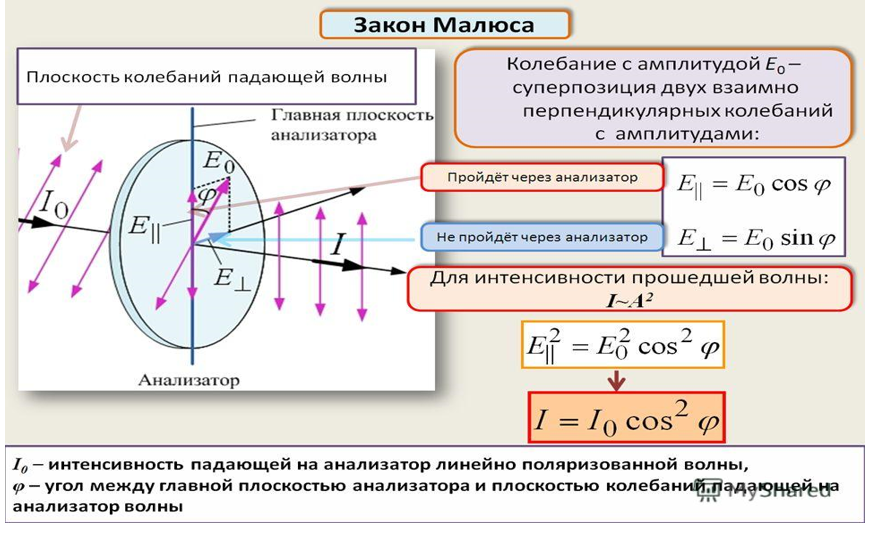 Закон Малюса
Плоскость колебаний падающей волны
Главная плоскость
анализатора
E₀
φ
I₀
E||
E⊥
I
Анализатор
Колебание с амплитудой E₀ –
суперпозиция двух взаимно
перпендикулярных колебаний
с амплитудами:
Пройдёт через анализатор
E|| = E₀ cos φ
Не пройдёт через анализатор
E⊥ = E₀ sin φ
Для интенсивности прошедшей волны:
I~A²
E||² = E₀² cos² φ
I = I₀ cos² φ
I₀ – интенсивность падающей на анализатор линейно поляризованной волны,
φ – угол между главной плоскостью анализатора и плоскостью колебаний падающей на
анализатор волны
MyShared